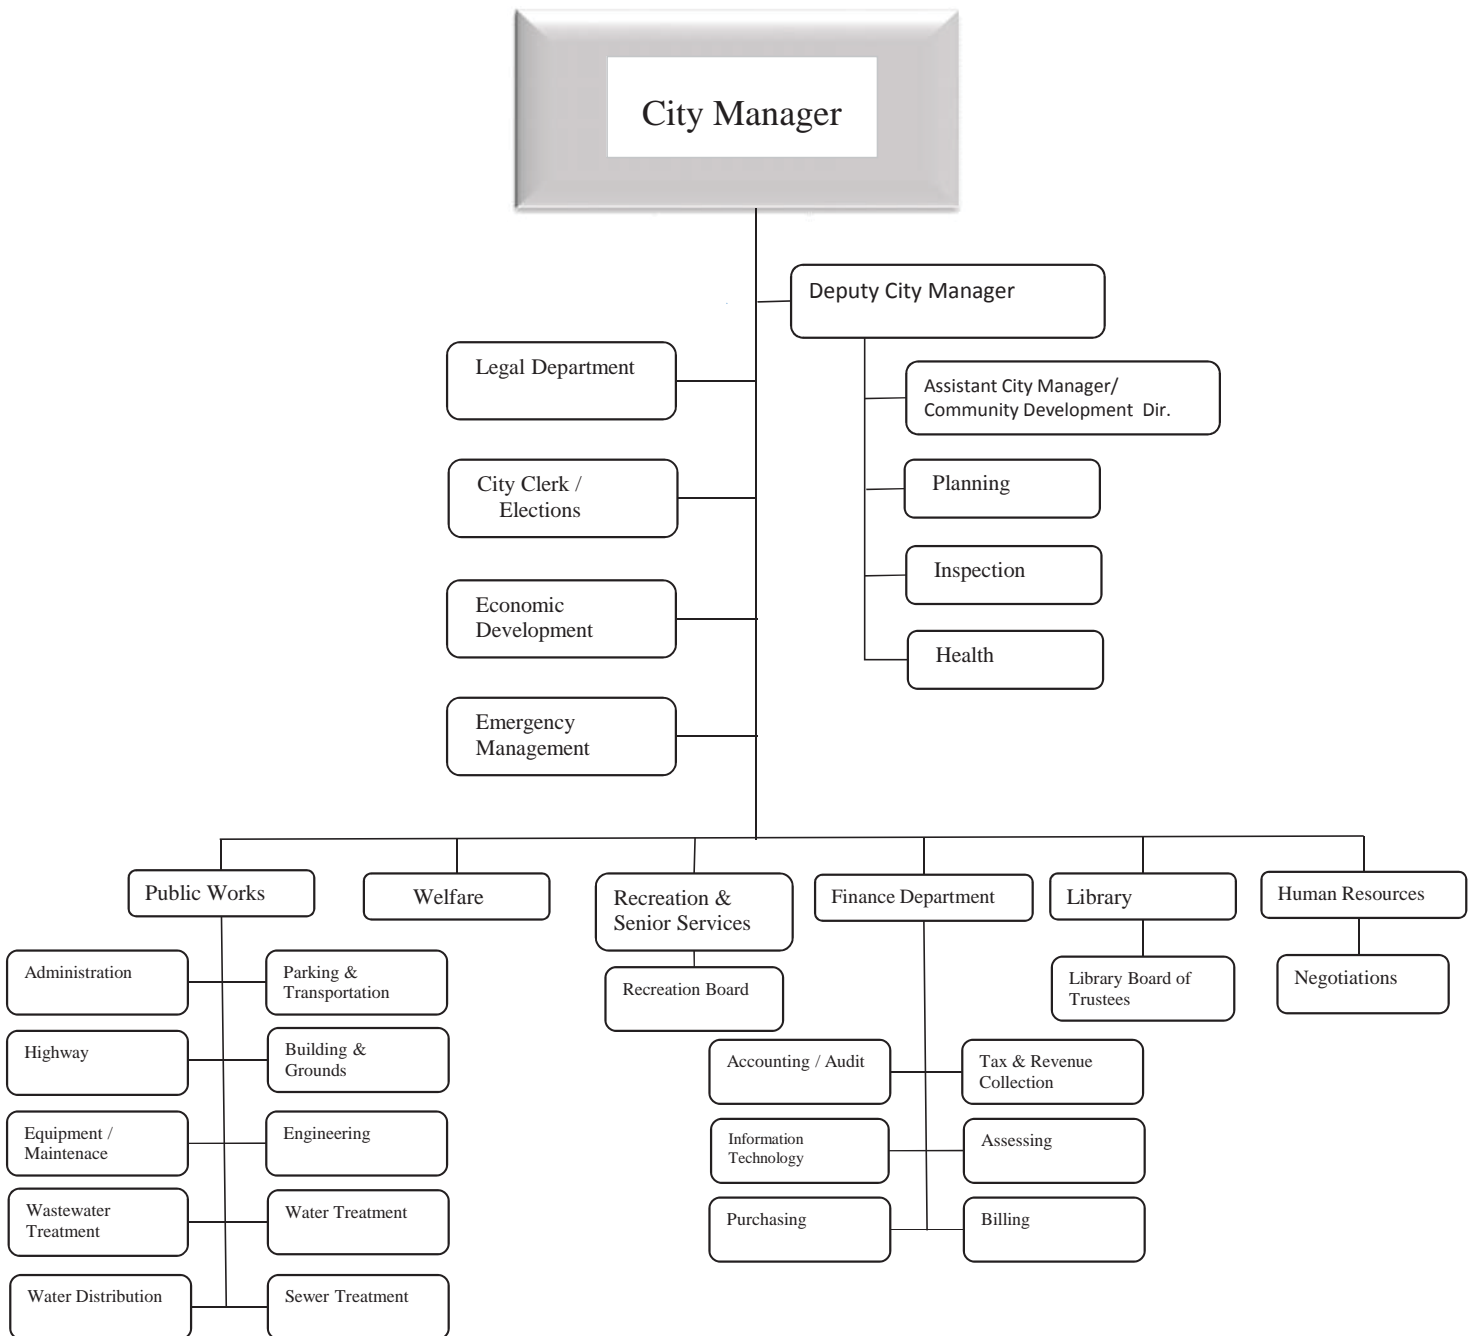 City Manager
Deputy City Manager
Legal Department
Assistant City Manager/
Community Development Dir.
City Clerk /
Elections
Planning
Inspection
Economic
Development
Health
Emergency
Management
Public Works
Welfare
Recreation &
Senior Services
Finance Department
Library
Human Resources
Administration
Parking &
Transportation
Recreation Board
Library Board of
Trustees
Negotiations
Highway
Building &
Grounds
Accounting / Audit
Tax & Revenue
Collection
Equipment /
Maintenace
Engineering
Information
Technology
Assessing
Wastewater
Treatment
Water Treatment
Purchasing
Billing
Water Distribution
Sewer Treatment